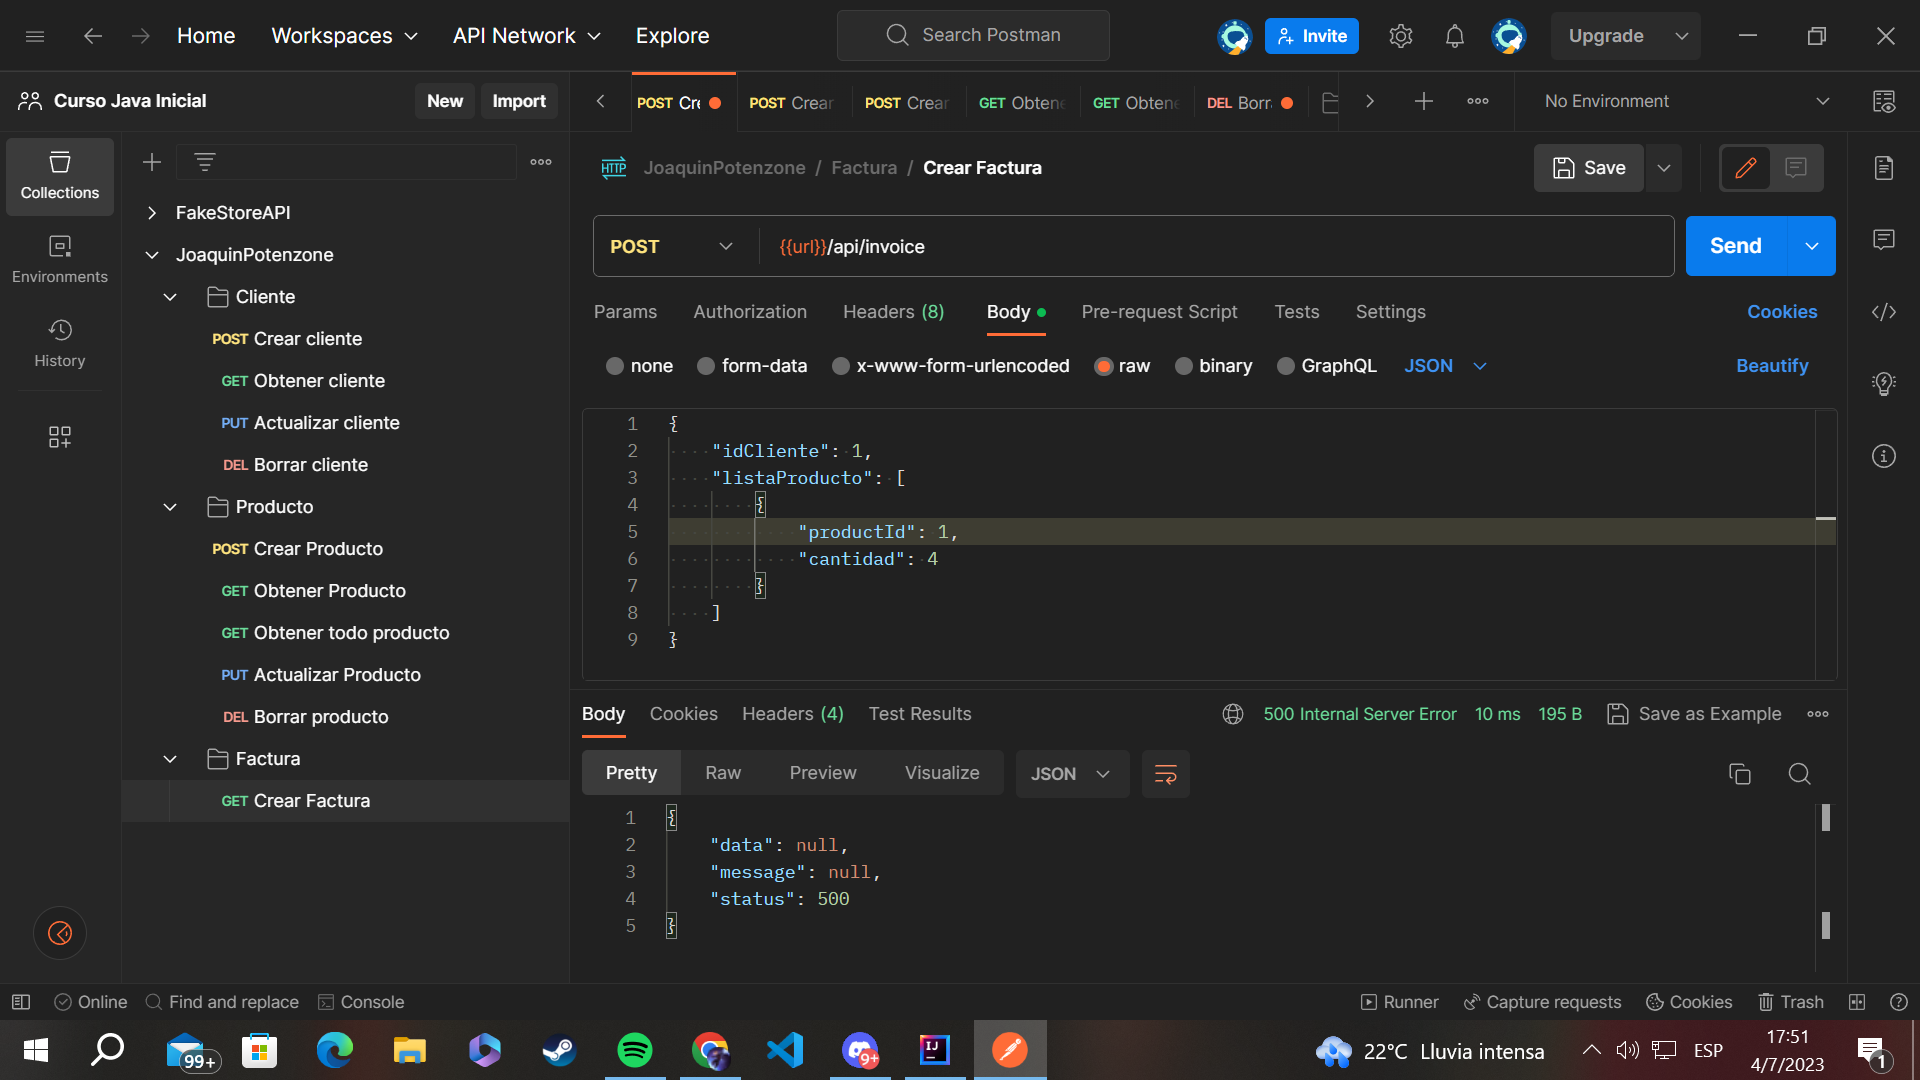 Home Workspaces API Network Explore Search Postman Invite Upgrade
Curso Java Inicial New Import
POST Cre POST Crear POST Crear GET Obtene GET Obtene DEL Borra No Environment
Collections
Environments
History
FakeStoreAPI
JoaquinPotenzone
Cliente
POST Crear cliente
GET Obtener cliente
PUT Actualizar cliente
DEL Borrar cliente
Producto
POST Crear Producto
GET Obtener Producto
GET Obtener todo producto
PUT Actualizar Producto
DEL Borrar producto
Factura
GET Crear Factura
HTTP JoaquinPotenzone / Factura / Crear Factura Save
POST {{url}}/api/invoice Send
Params Authorization Headers (8) Body Pre-request Script Tests Settings Cookies
none form-data x-www-form-urlencoded raw binary GraphQL JSON Beautify
1 {
2 "idCliente": 1,
3 "listaProducto": [
4 {
5 "productId": 1,
6 "cantidad": 4
7 }
8 ]
9 }
Body Cookies Headers (4) Test Results 500 Internal Server Error 10 ms 195 B Save as Example
Pretty Raw Preview Visualize JSON
1 {
2 "data": null,
3 "message": null,
4 "status": 500
5 }
Online Find and replace Console Runner Capture requests Cookies Trash
99+ 9+ IJ 22°C Lluvia intensa ESP 17:51
4/7/2023 1